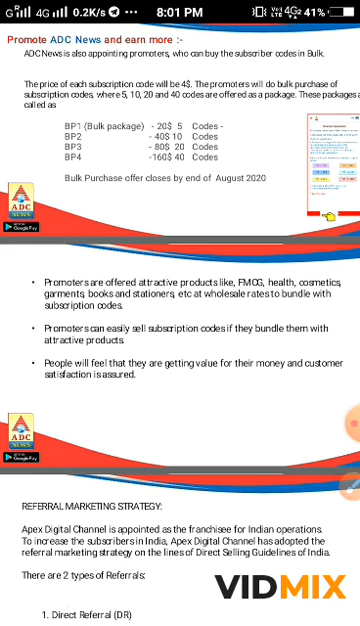 8:01 PM
0.2K/s
4G
41%
Promote ADC News and earn more :-
ADC News is also appointing promoters, who can buy the subscriber codes in Bulk.
The price of each subscription code will be 4$. The promoters will do bulk purchase of
subscription codes, where 5, 10, 20 and 40 codes are offered as a package. These packages a
called as
BP1 (Bulk package) - 20$ 5 Codes -
BP2 - 40$ 10 Codes
BP3 - 80$ 20 Codes
BP4 -160$ 40 Codes
Bulk Purchase offer closes by end of August 2020
ADC
NEWS
Google Play
• Promoters are offered attractive products like, FMCG, health, cosmetics,
garments, books and stationers, etc at wholesale rates to bundle with
subscription codes.
• Promoters can easily sell subscription codes if they bundle them with
attractive products.
• People will feel that they are getting value for their money and customer
satisfaction is assured.
ADC
NEWS
Google Play
REFERRAL MARKETING STRATEGY:
Apex Digital Channel is appointed as the franchisee for Indian operations.
To increase the subscribers in India, Apex Digital Channel has adopted the
referral marketing strategy on the lines of Direct Selling Guidelines of India.
There are 2 types of Referrals:
VIDMIX
1. Direct Referral (DR)